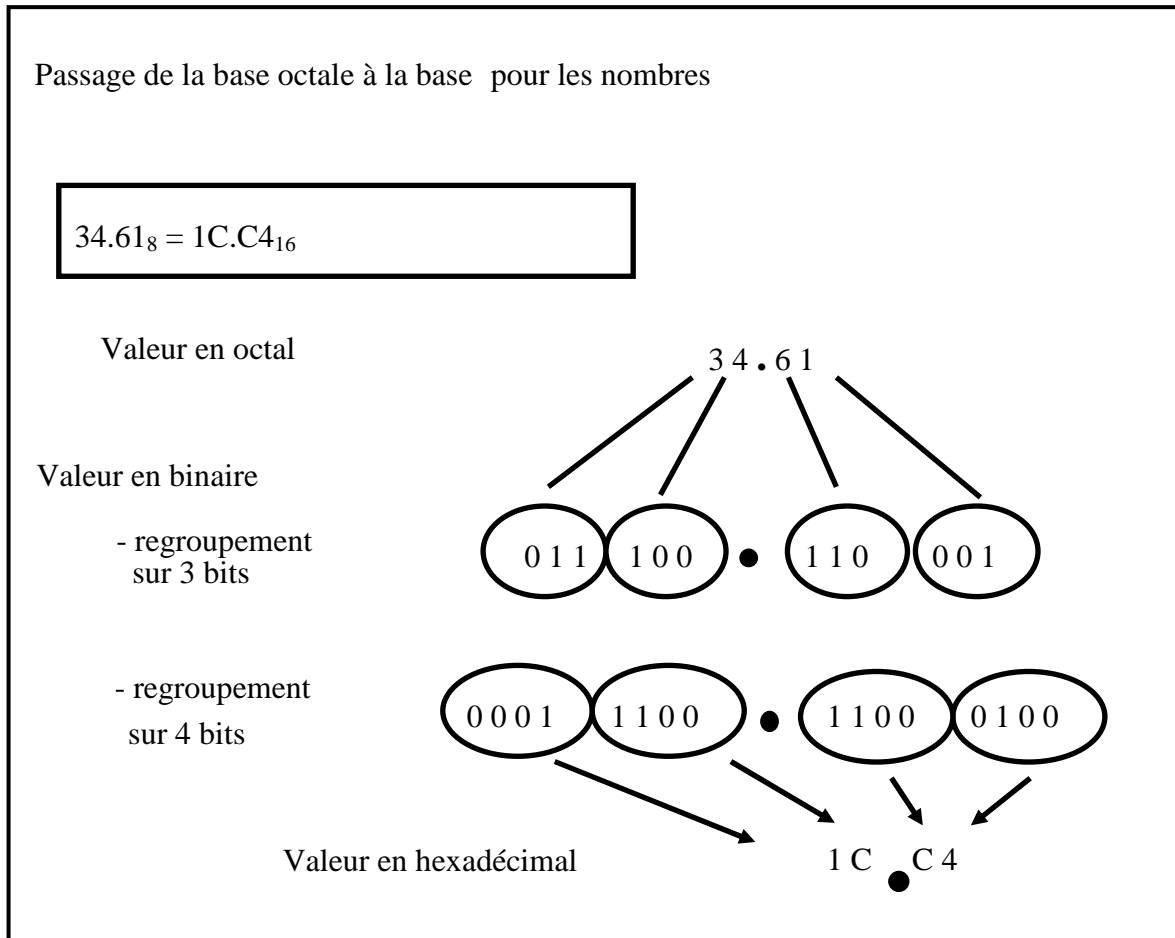 Passage de la base octale à la base pour les nombres
34.61₈ = 1C.C4₁₆
Valeur en octal
3 4 . 6 1
Valeur en binaire
- regroupement
sur 3 bits
0 1 1 1 0 0 . 1 1 0 0 0 1
- regroupement
sur 4 bits
0 0 0 1 1 1 0 0 . 1 1 0 0 0 1 0 0
Valeur en hexadécimal
1 C . C 4